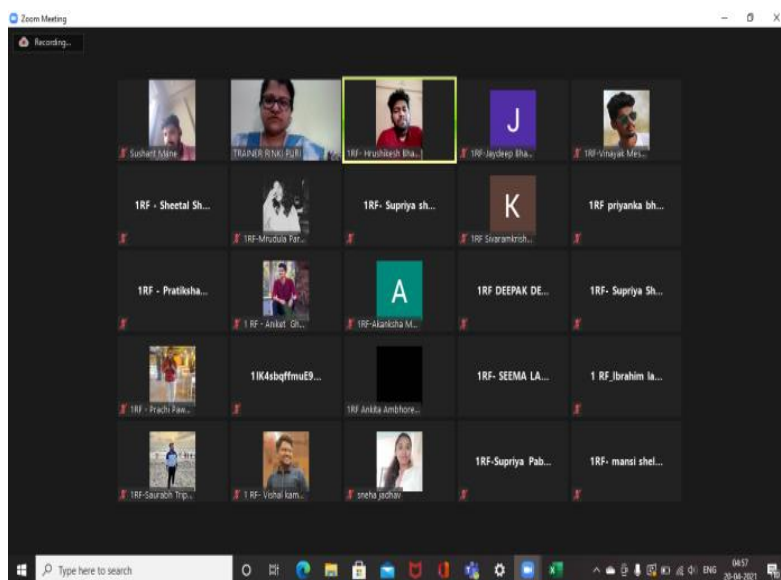 Zoom Meeting
Recording...
Sushant Mane
TRAINER RINKI PURI
1RF- Hrushikesh Bha...
1RF-Jaydeep Bha...
1RF-Vinayak Mes...
1RF - Sheetal Sh...
1RF-Mrudula Par...
1RF- Supriya sh...
K
1RF Sivaramkrish...
1RF priyanka bh...
J
1RF - Pratiksha...
1 RF - Aniket Gh...
A
1RF-Akanksha M...
1RF DEEPAK DE...
1RF- Supriya Sh...
1RF - Prachi Paw...
1IK4sbqffmuE9...
1RF Ankita Ambhore...
1RF- SEEMA LA...
1 RF_Ibrahim la...
1RF-Saurabh Trip...
1 RF- Vishal kam...
sneha jadhav
1RF-Supriya Pab...
1RF- mansi shel...
Type here to search
ENG
04:57
20-04-2021